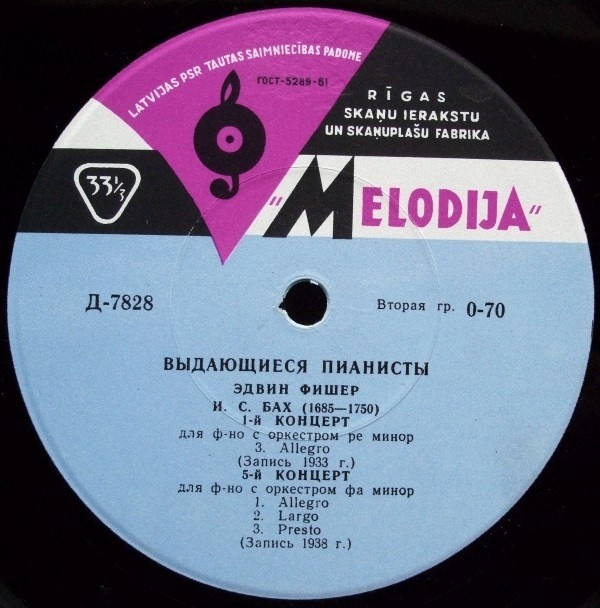 LATVIJAS PSR TAUTAS SAIMNIECĪBAS PADOME
ГОСТ-5289-61
RĪGAS
SKAŅU IERAKSTU
UN SKAŅUPLAŠU FABRIKA
33⅓
"MELODIJA"
Д-7828
Вторая гр. 0-70
ВЫДАЮЩИЕСЯ ПИАНИСТЫ
ЭДВИН ФИШЕР
И. С. БАХ (1685—1750)
1-й КОНЦЕРТ
для ф-но с оркестром ре минор
3. Allegro
(Запись 1933 г.)
5-й КОНЦЕРТ
для ф-но с оркестром фа минор
1. Allegro
2. Largo
3. Presto
(Запись 1938 г.)